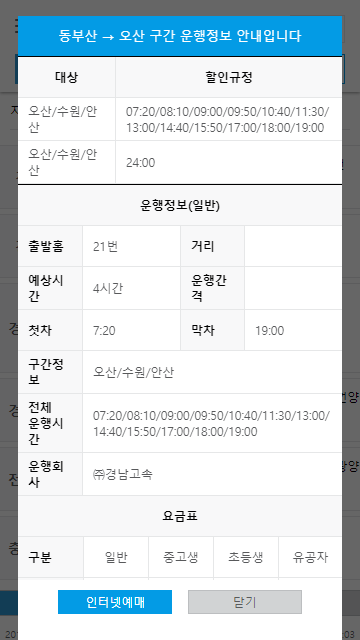 동부산 → 오산 구간 운행정보 안내입니다
대상 할인규정
오산/수원/안
산
07:20/08:10/09:00/09:50/10:40/11:30/
13:00/14:40/15:50/17:00/18:00/19:00
오산/수원/안
산
24:00
운행정보(일반)
출발홈 21번 거리
예상시
간
4시간
운행간
격
첫차 7:20 막차 19:00
구간정
보
오산/수원/안산
전체
운행시
간
07:20/08:10/09:00/09:50/10:40/11:30/13:00/
14:40/15:50/17:00/18:00/19:00
운행회
사
㈜경남고속
요금표
구분 일반 중고생 초등생 유공자
인터넷예매 닫기